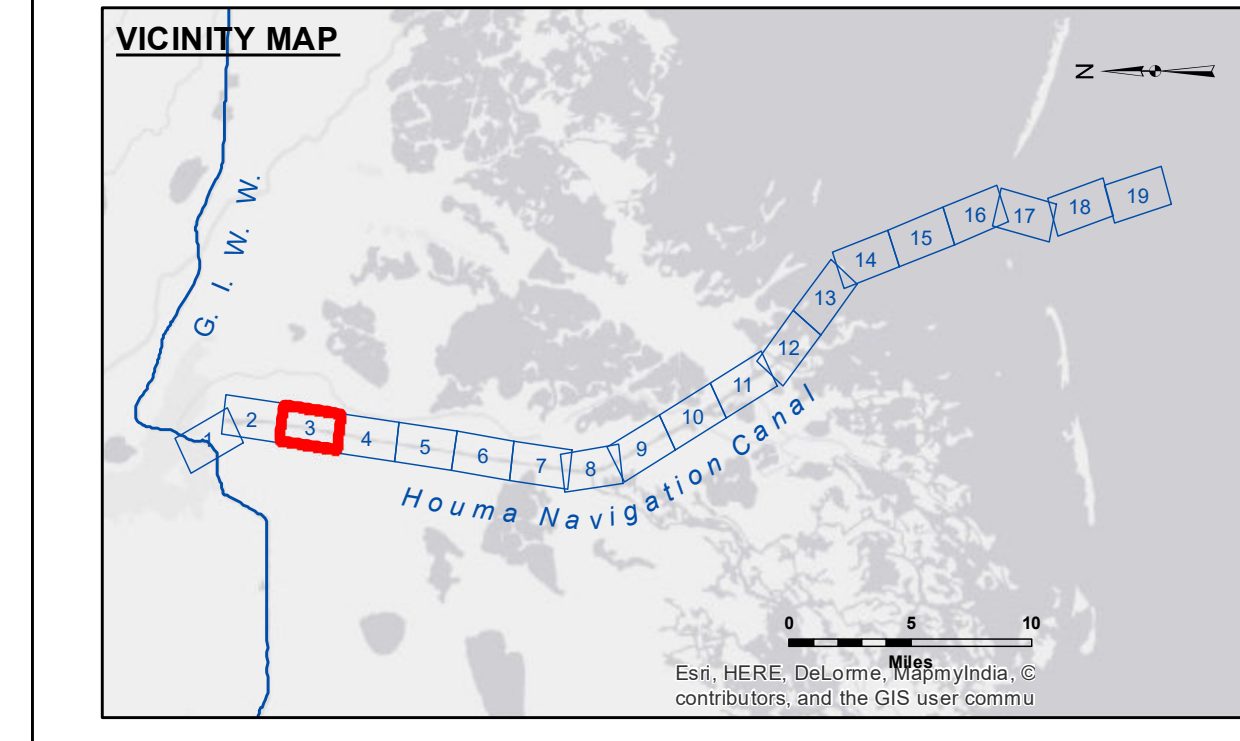 VICINITY MAP
N
G. I. W. W.
1
2
3
4
5
6
7
8
9
10
11
12
13
14
15
16
17
18
19
Houma Navigation Canal
0 5 10
Miles
Esri, HERE, DeLorme, MapmyIndia, ©
contributors, and the GIS user commu